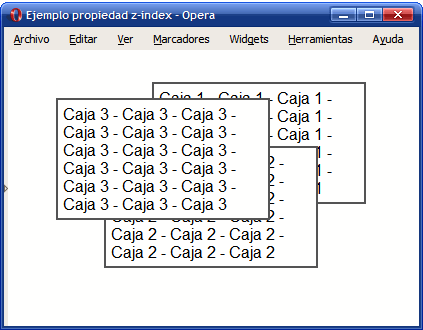 Ejemplo propiedad z-index - Opera
Archivo Editar Ver Marcadores Widgets Herramientas Ayuda
Caja 1 - Caja 1 - Caja 1 -
Caja 1 -
Caja 1 -
1 -
1 -
1
Caja 3 - Caja 3 - Caja 3 -
Caja 3 - Caja 3 - Caja 3 -
Caja 3 - Caja 3 - Caja 3 -
Caja 3 - Caja 3 - Caja 3 -
Caja 3 - Caja 3 - Caja 3 -
Caja 3 - Caja 3 - Caja 3
2 -
2 -
2 -
Caja 2 - Caja 2 - Caja 2 -
Caja 2 - Caja 2 - Caja 2 -
Caja 2 - Caja 2 - Caja 2